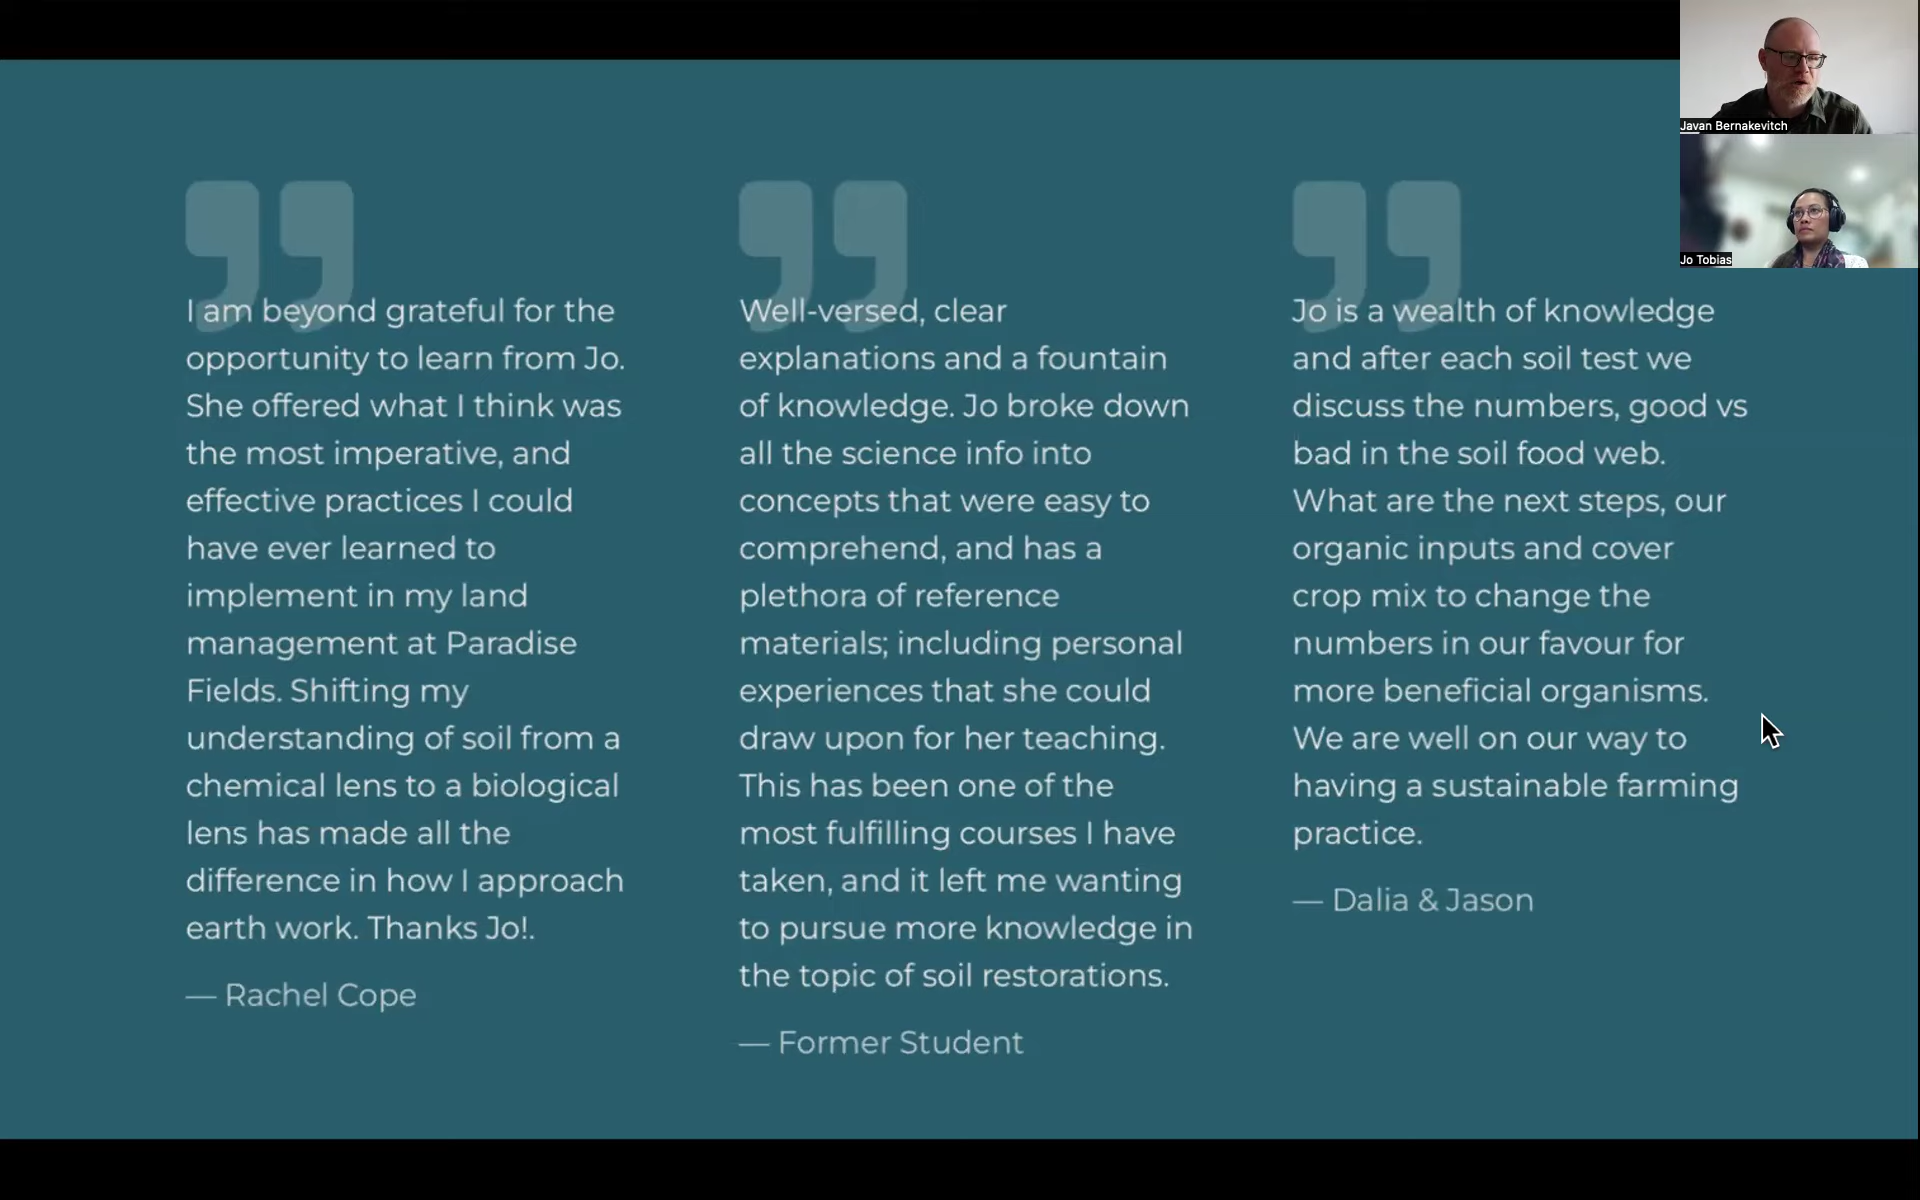 Javan Bernakevitch
Jo Tobias
I am beyond grateful for the
opportunity to learn from Jo.
She offered what I think was
the most imperative, and
effective practices I could
have ever learned to
implement in my land
management at Paradise
Fields. Shifting my
understanding of soil from a
chemical lens to a biological
lens has made all the
difference in how I approach
earth work. Thanks Jo!.
— Rachel Cope
Well-versed, clear
explanations and a fountain
of knowledge. Jo broke down
all the science info into
concepts that were easy to
comprehend, and has a
plethora of reference
materials; including personal
experiences that she could
draw upon for her teaching.
This has been one of the
most fulfilling courses I have
taken, and it left me wanting
to pursue more knowledge in
the topic of soil restorations.
— Former Student
Jo is a wealth of knowledge
and after each soil test we
discuss the numbers, good vs
bad in the soil food web.
What are the next steps, our
organic inputs and cover
crop mix to change the
numbers in our favour for
more beneficial organisms.
We are well on our way to
having a sustainable farming
practice.
— Dalia & Jason